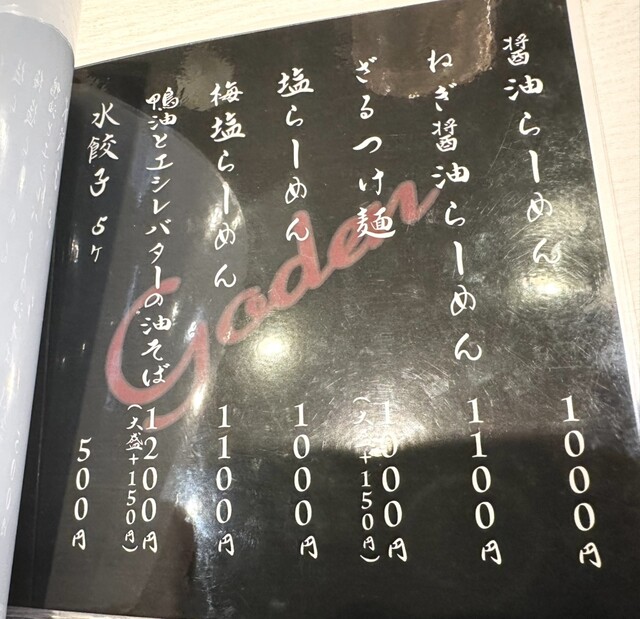 醤油らーめん 1000円
ねぎ醤油らーめん 1100円
ざるつけ麺 1000円
(大盛+150円)
塩らーめん 1000円
梅塩らーめん 1100円
鴨油とエシレバターの油そば 1200円
(大盛+150円)
水餃子 5ヶ 500円
Goden